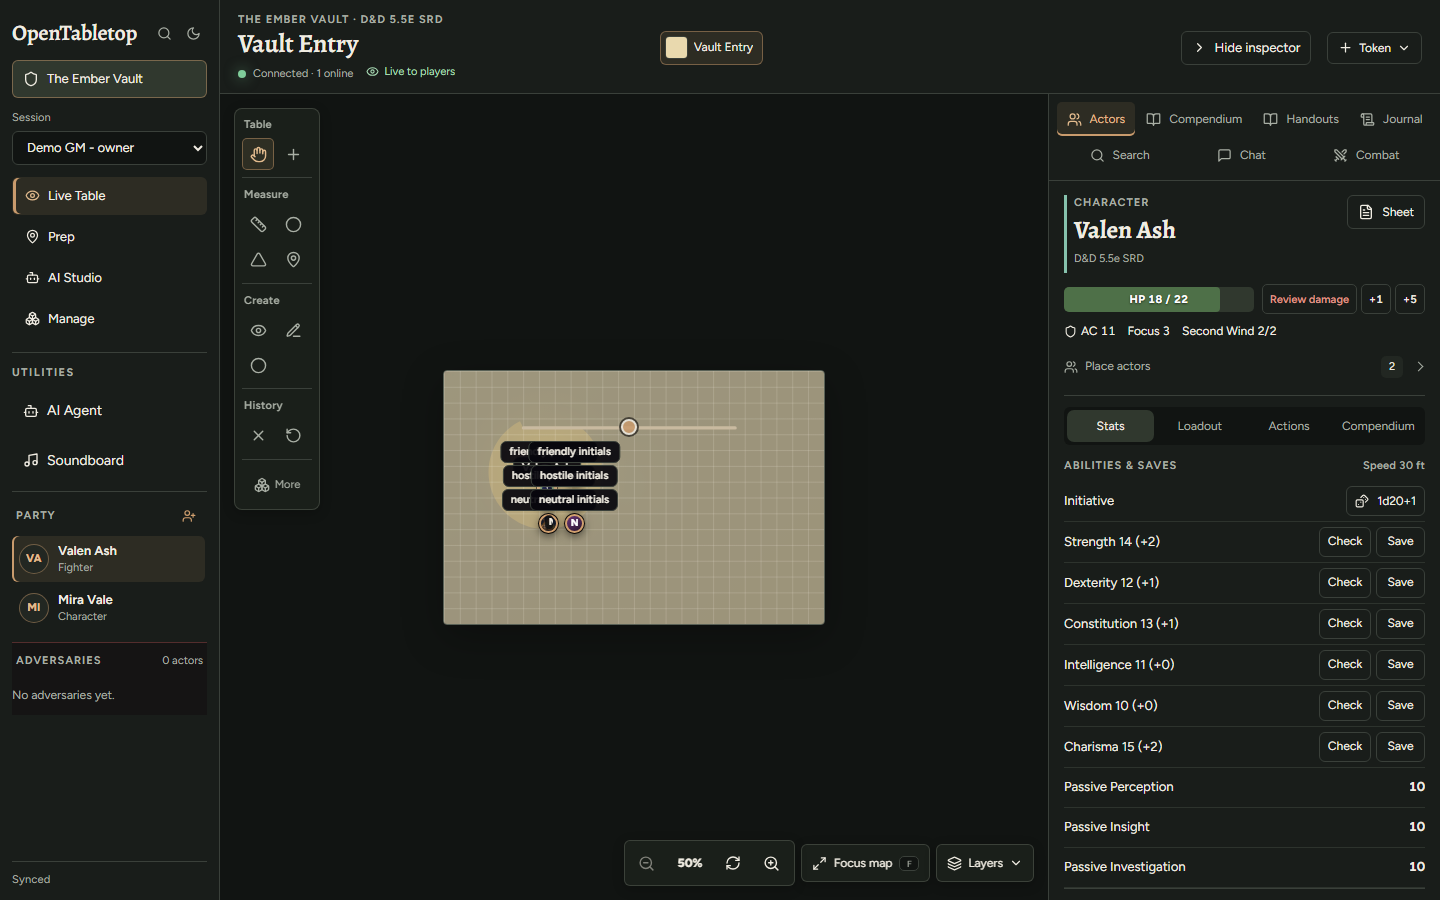 OpenTabletop
The Ember Vault
Session
Demo GM - owner
Live Table
Prep
AI Studio
Manage
UTILITIES
AI Agent
Soundboard
PARTY
VA
Valen Ash
Fighter
MI
Mira Vale
Character
ADVERSARIES
0 actors
No adversaries yet.
Synced
THE EMBER VAULT · D&D 5.5E SRD
Vault Entry
Connected · 1 online
Live to players
Vault Entry
Hide inspector
Token
Table
Measure
Create
History
More
friendly initials
hostile initials
neutral initials
N
50%
Focus map F
Layers
Actors
Compendium
Handouts
Journal
Search
Chat
Combat
CHARACTER
Valen Ash
D&D 5.5e SRD
Sheet
HP 18 / 22
Review damage
+1
+5
AC 11 Focus 3 Second Wind 2/2
Place actors
2
Stats
Loadout
Actions
Compendium
ABILITIES & SAVES
Speed 30 ft
Initiative
1d20+1
Strength 14 (+2)
Check
Save
Dexterity 12 (+1)
Check
Save
Constitution 13 (+1)
Check
Save
Intelligence 11 (+0)
Check
Save
Wisdom 10 (+0)
Check
Save
Charisma 15 (+2)
Check
Save
Passive Perception
10
Passive Insight
10
Passive Investigation
10